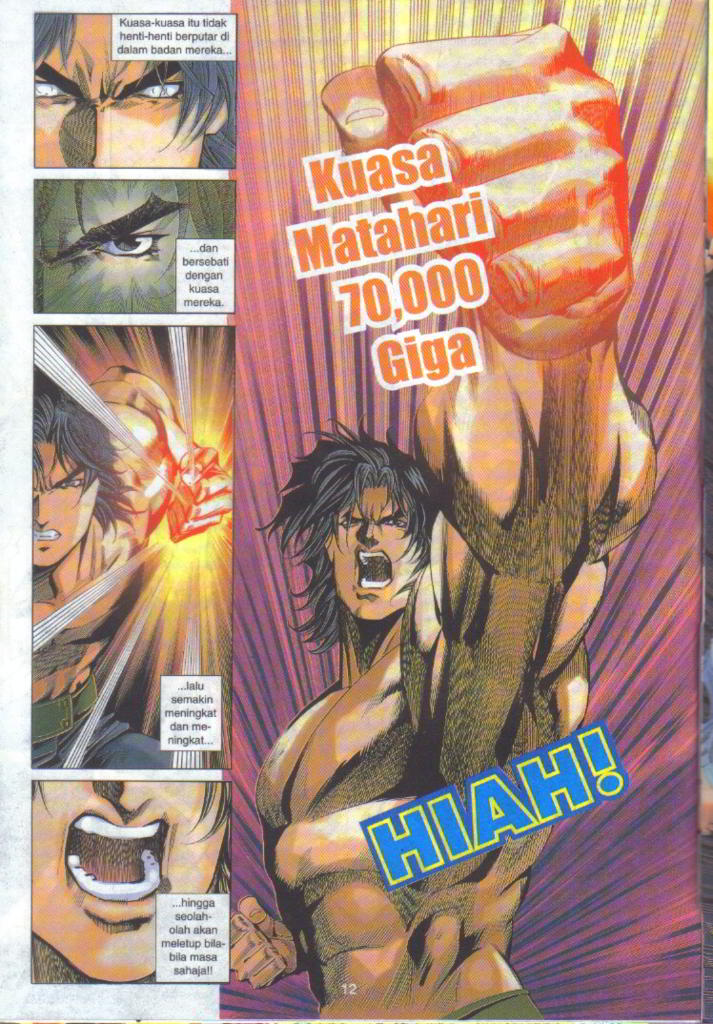 Kuasa-kuasa itu tidak
henti-henti berputar di
dalam badan mereka...
...dan
bersebati
dengan
kuasa
mereka.
...lalu
semakin
meningkat
dan me-
ningkat...
...hingga
seolah-
olah akan
meletup bila-
bila masa
sahaja!!
Kuasa
Matahari
70,000
Giga
HIAH!
12